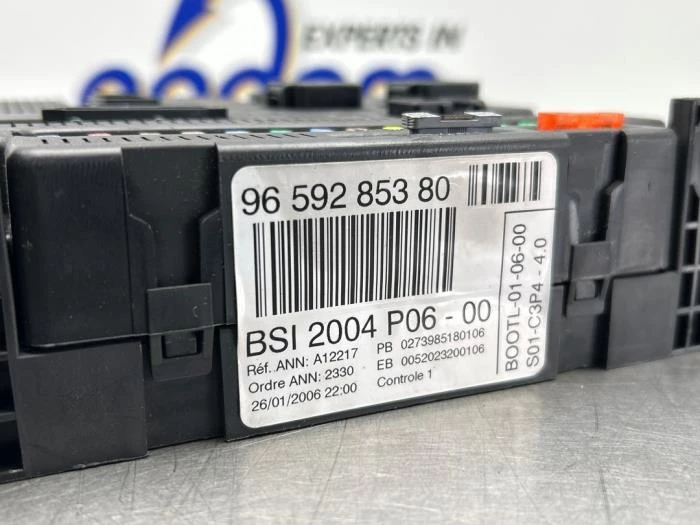 EXPERTS IN
96 592 853 80
BSI 2004 P06 - 00
Réf. ANN: A12217
PB 0273985180106
Ordre ANN: 2330
EB 0052023200106
26/01/2006 22:00
Controle 1
BOOTL-01-06-00
S01-C3P4 - 4.0